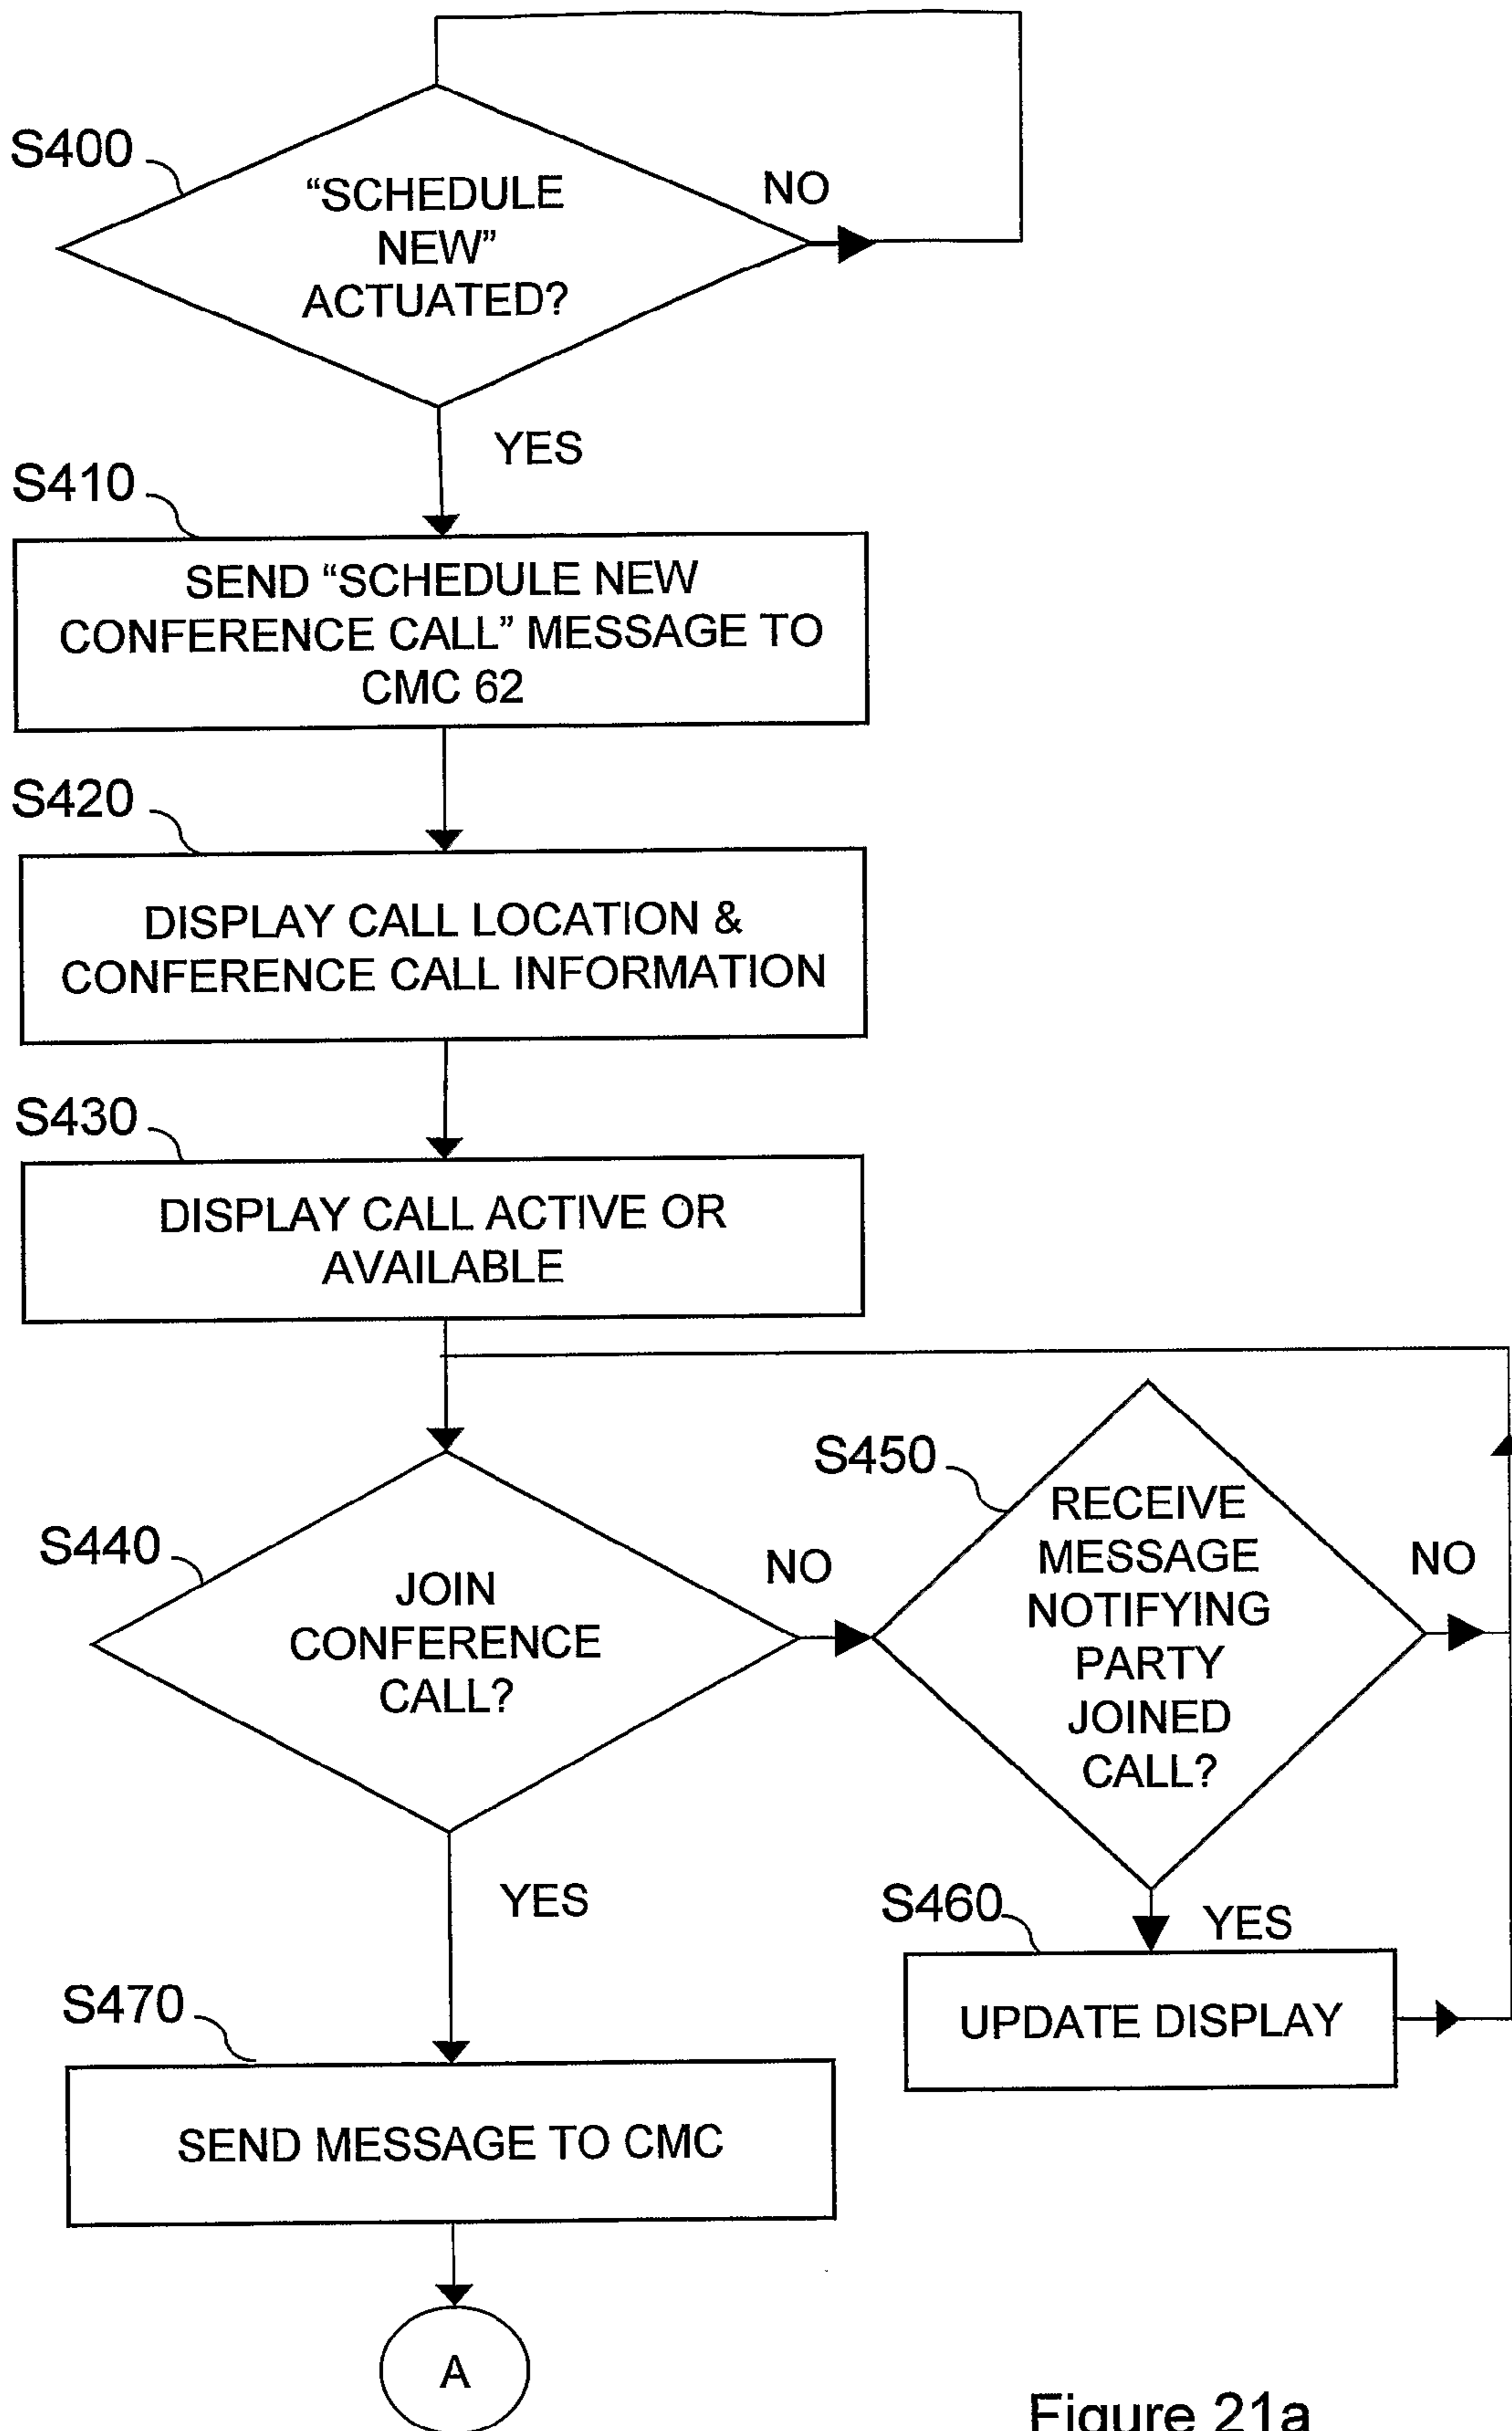 S400
“SCHEDULE
NEW”
ACTUATED?
NO
YES
S410
SEND “SCHEDULE NEW
CONFERENCE CALL” MESSAGE TO
CMC 62
S420
DISPLAY CALL LOCATION &
CONFERENCE CALL INFORMATION
S430
DISPLAY CALL ACTIVE OR
AVAILABLE
S440
JOIN
CONFERENCE
CALL?
NO
S450
RECEIVE
MESSAGE
NOTIFYING
PARTY
JOINED
CALL?
NO
YES
S460
YES
UPDATE DISPLAY
S470
SEND MESSAGE TO CMC
A
Figure 21a